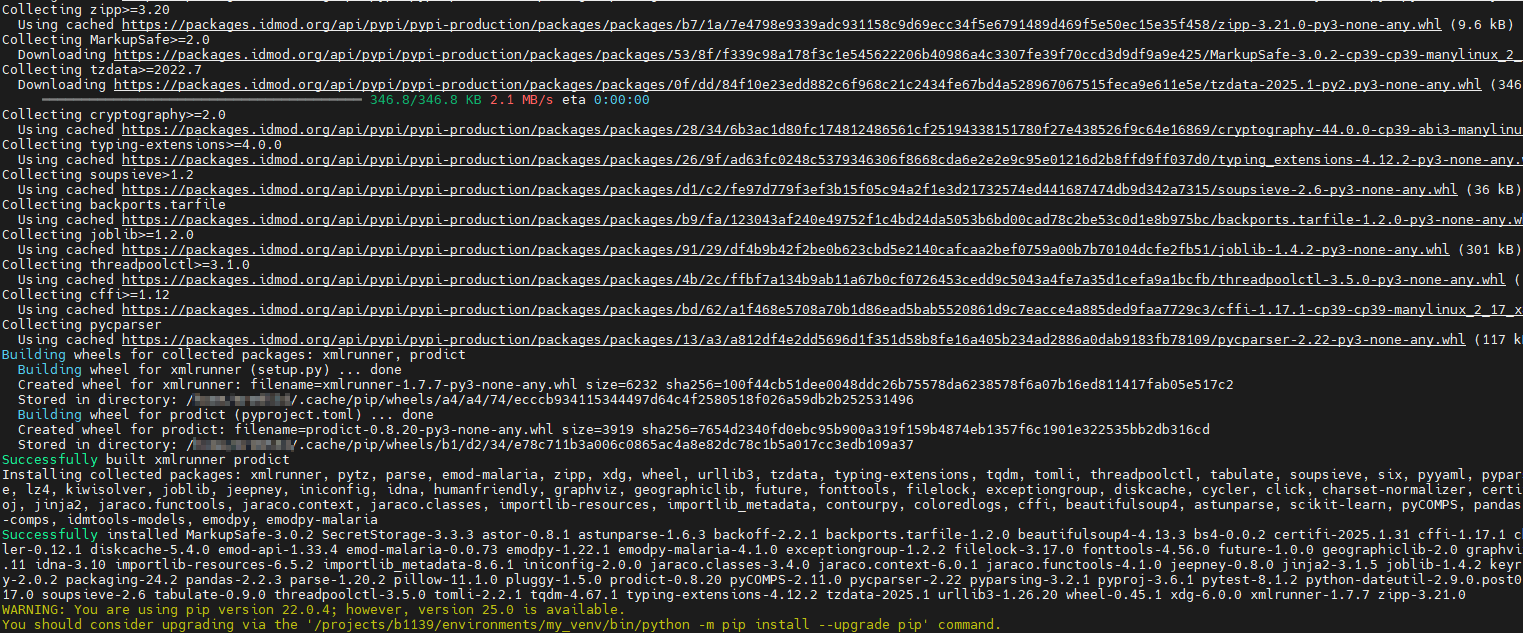 Collecting zipp>=3.20
Using cached https://packages.idmod.org/api/pypi/pypi-production/packages/packages/b7/1a/7e4798e9339adc931158c9d69ecc34f5e6791489d469f5e50ec15e35f458/zipp-3.21.0-py3-none-any.whl (9.6 kB)
Collecting MarkupSafe>=2.0
Downloading https://packages.idmod.org/api/pypi/pypi-production/packages/packages/53/8f/f339c98a178f3c1e545622206b40986a4c3307fe39f70ccd3d9df9a9e425/MarkupSafe-3.0.2-cp39-cp39-manylinux_2_
Collecting tzdata>=2022.7
Downloading https://packages.idmod.org/api/pypi/pypi-production/packages/packages/0f/dd/84f10e23edd882c6f968c21c2434fe67bd4a528967067515feca9e611e5e/tzdata-2025.1-py2.py3-none-any.whl (346
346.8/346.8 KB 2.1 MB/s eta 0:00:00
Collecting cryptography>=2.0
Using cached https://packages.idmod.org/api/pypi/pypi-production/packages/packages/28/34/6b3ac1d80fc174812486561cf25194338151780f27e438526f9c64e16869/cryptography-44.0.0-cp39-abi3-manylinu
Collecting typing-extensions>=4.0.0
Using cached https://packages.idmod.org/api/pypi/pypi-production/packages/packages/26/9f/ad63fc0248c5379346306f8668cda6e2e2e9c95e01216d2b8ffd9ff037d0/typing_extensions-4.12.2-py3-none-any.
Collecting soupsieve>1.2
Using cached https://packages.idmod.org/api/pypi/pypi-production/packages/packages/d1/c2/fe97d779f3ef3b15f05c94a2f1e3d21732574ed441687474db9d342a7315/soupsieve-2.6-py3-none-any.whl (36 kB)
Collecting backports.tarfile
Using cached https://packages.idmod.org/api/pypi/pypi-production/packages/packages/b9/fa/123043af240e49752f1c4bd24da5053b6bd00cad78c2be53c0d1e8b975bc/backports.tarfile-1.2.0-py3-none-any.w
Collecting joblib>=1.2.0
Using cached https://packages.idmod.org/api/pypi/pypi-production/packages/packages/91/29/df4b9b42f2be0b623cbd5e2140cafcaa2bef0759a00b7b70104dcfe2fb51/joblib-1.4.2-py3-none-any.whl (301 kB)
Collecting threadpoolctl>=3.1.0
Using cached https://packages.idmod.org/api/pypi/pypi-production/packages/packages/4b/2c/ffbf7a134b9ab11a67b0cf0726453cedd9c5043a4fe7a35d1cefa9a1bcfb/threadpoolctl-3.5.0-py3-none-any.whl (
Collecting cffi>=1.12
Using cached https://packages.idmod.org/api/pypi/pypi-production/packages/packages/bd/62/a1f468e5708a70b1d86ead5bab5520861d9c7eacce4a885ded9faa7729c3/cffi-1.17.1-cp39-cp39-manylinux_2_17_x
Collecting pycparser
Using cached https://packages.idmod.org/api/pypi/pypi-production/packages/packages/13/a3/a812df4e2dd5696d1f351d58b8fe16a405b234ad2886a0dab9183fb78109/pycparser-2.22-py3-none-any.whl (117 k
Building wheels for collected packages: xmlrunner, prodict
Building wheel for xmlrunner (setup.py) ... done
Created wheel for xmlrunner: filename=xmlrunner-1.7.7-py3-none-any.whl size=6232 sha256=100f44cb51dee0048ddc26b75578da6238578f6a07b16ed811417fab05e517c2
Stored in directory: / /.cache/pip/wheels/a4/a4/74/ecccb934115344497d64c4f2580518f026a59db2b252531496
Building wheel for prodict (pyproject.toml) ... done
Created wheel for prodict: filename=prodict-0.8.20-py3-none-any.whl size=3919 sha256=7654d2340fd0ebc95b900a319f159b4874eb1357f6c1901e322535bb2db316cd
Stored in directory: / /.cache/pip/wheels/b1/d2/34/e78c711b3a006c0865ac4a8e82dc78c1b5a017cc3edb109a37
Successfully built xmlrunner prodict
Installing collected packages: xmlrunner, pytz, parse, emod-malaria, zipp, xdg, wheel, urllib3, tzdata, typing-extensions, tqdm, tomli, threadpoolctl, tabulate, soupsieve, six, pyyaml, pypar
e, lz4, kiwisolver, joblib, jeepney, iniconfig, idna, humanfriendly, graphviz, geographiclib, future, fonttools, filelock, exceptiongroup, diskcache, cycler, click, charset-normalizer, certi
oj, jinja2, jaraco.functools, jaraco.context, jaraco.classes, importlib-resources, importlib_metadata, contourpy, coloredlogs, cffi, beautifulsoup4, astunparse, scikit-learn, pyCOMPS, pandas
-comps, idmtools-models, emodpy, emodpy-malaria
Successfully installed MarkupSafe-3.0.2 SecretStorage-3.3.3 astor-0.8.1 astunparse-1.6.3 backoff-2.2.1 backports.tarfile-1.2.0 beautifulsoup4-4.13.3 bs4-0.0.2 certifi-2025.1.31 cffi-1.17.1 c
ler-0.12.1 diskcache-5.4.0 emod-api-1.33.4 emod-malaria-0.0.73 emodpy-1.22.1 emodpy-malaria-4.1.0 exceptiongroup-1.2.2 filelock-3.17.0 fonttools-4.56.0 future-1.0.0 geographiclib-2.0 graphvi
.11 idna-3.10 importlib-resources-6.5.2 importlib_metadata-8.6.1 iniconfig-2.0.0 jaraco.classes-3.4.0 jaraco.context-6.0.1 jaraco.functools-4.1.0 jeepney-0.8.0 jinja2-3.1.5 joblib-1.4.2 keyr
y-2.0.2 packaging-24.2 pandas-2.2.3 parse-1.20.2 pillow-11.1.0 pluggy-1.5.0 prodict-0.8.20 pyCOMPS-2.11.0 pycparser-2.22 pyparsing-3.2.1 pyproj-3.6.1 pytest-8.1.2 python-dateutil-2.9.0.post0
17.0 soupsieve-2.6 tabulate-0.9.0 threadpoolctl-3.5.0 tomli-2.2.1 tqdm-4.67.1 typing-extensions-4.12.2 tzdata-2025.1 urllib3-1.26.20 wheel-0.45.1 xdg-6.0.0 xmlrunner-1.7.7 zipp-3.21.0
WARNING: You are using pip version 22.0.4; however, version 25.0 is available.
You should consider upgrading via the '/projects/b1139/environments/my_venv/bin/python -m pip install --upgrade pip' command.